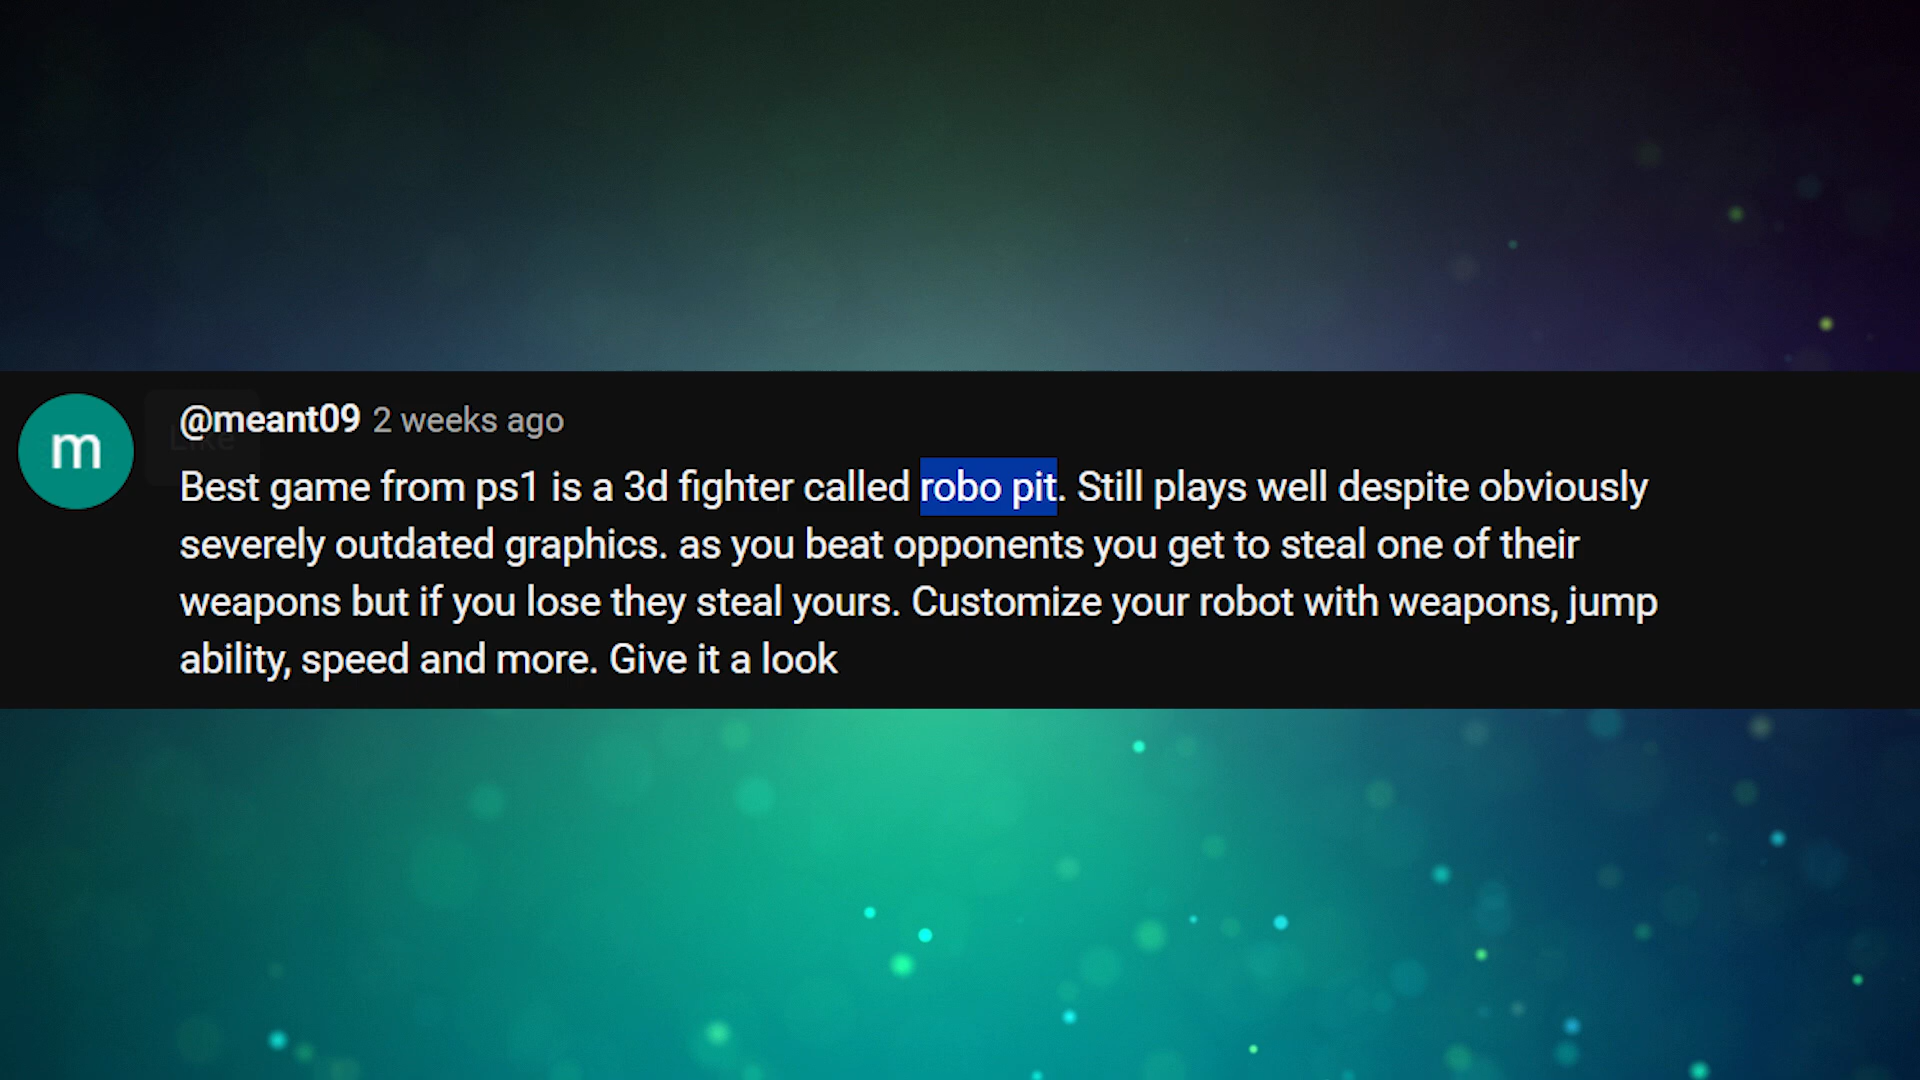 m
@meant09 2 weeks ago
Like
Best game from ps1 is a 3d fighter called robo pit. Still plays well despite obviously
severely outdated graphics. as you beat opponents you get to steal one of their
weapons but if you lose they steal yours. Customize your robot with weapons, jump
ability, speed and more. Give it a look